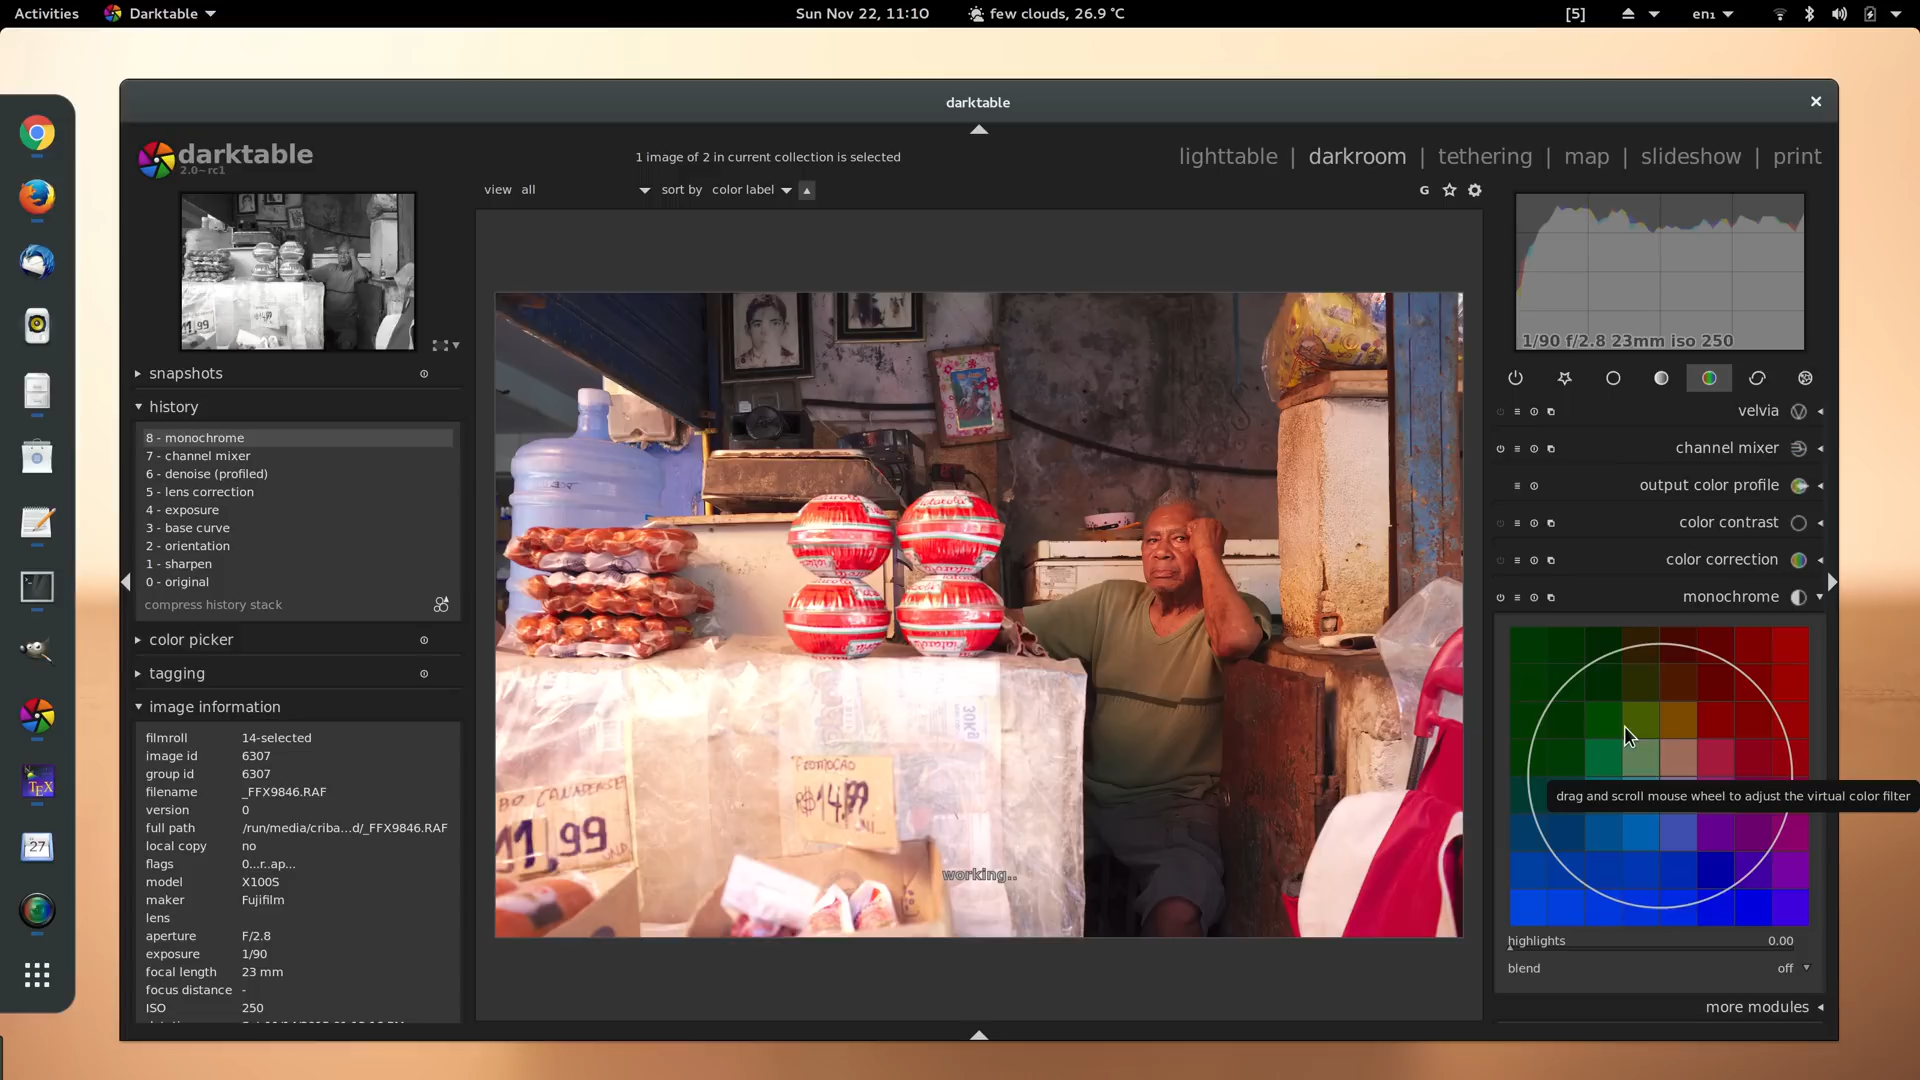 Activities
Darktable
Sun Nov 22, 11:10
few clouds, 26.9 °C
[5]
en₁
darktable
darktable
2.0~rc1
1 image of 2 in current collection is selected
lighttable | darkroom | tethering | map | slideshow | print
view all
sort by color label
G
1/90 f/2.8 23mm iso 250
snapshots
history
8 - monochrome
7 - channel mixer
6 - denoise (profiled)
5 - lens correction
4 - exposure
3 - base curve
2 - orientation
1 - sharpen
0 - original
compress history stack
color picker
tagging
image information
filmroll 14-selected
image id 6307
group id 6307
filename _FFX9846.RAF
version 0
full path /run/media/criba...d/_FFX9846.RAF
local copy no
flags 0...r..ap...
model X100S
maker Fujifilm
lens
aperture F/2.8
exposure 1/90
focal length 23 mm
focus distance -
ISO 250
TEX
27
30KG
PROMOCAO
R$14,99
CANADENSE
11,99
working..
velvia
channel mixer
output color profile
color contrast
color correction
monochrome
drag and scroll mouse wheel to adjust the virtual color filter
highlights 0.00
blend off
more modules